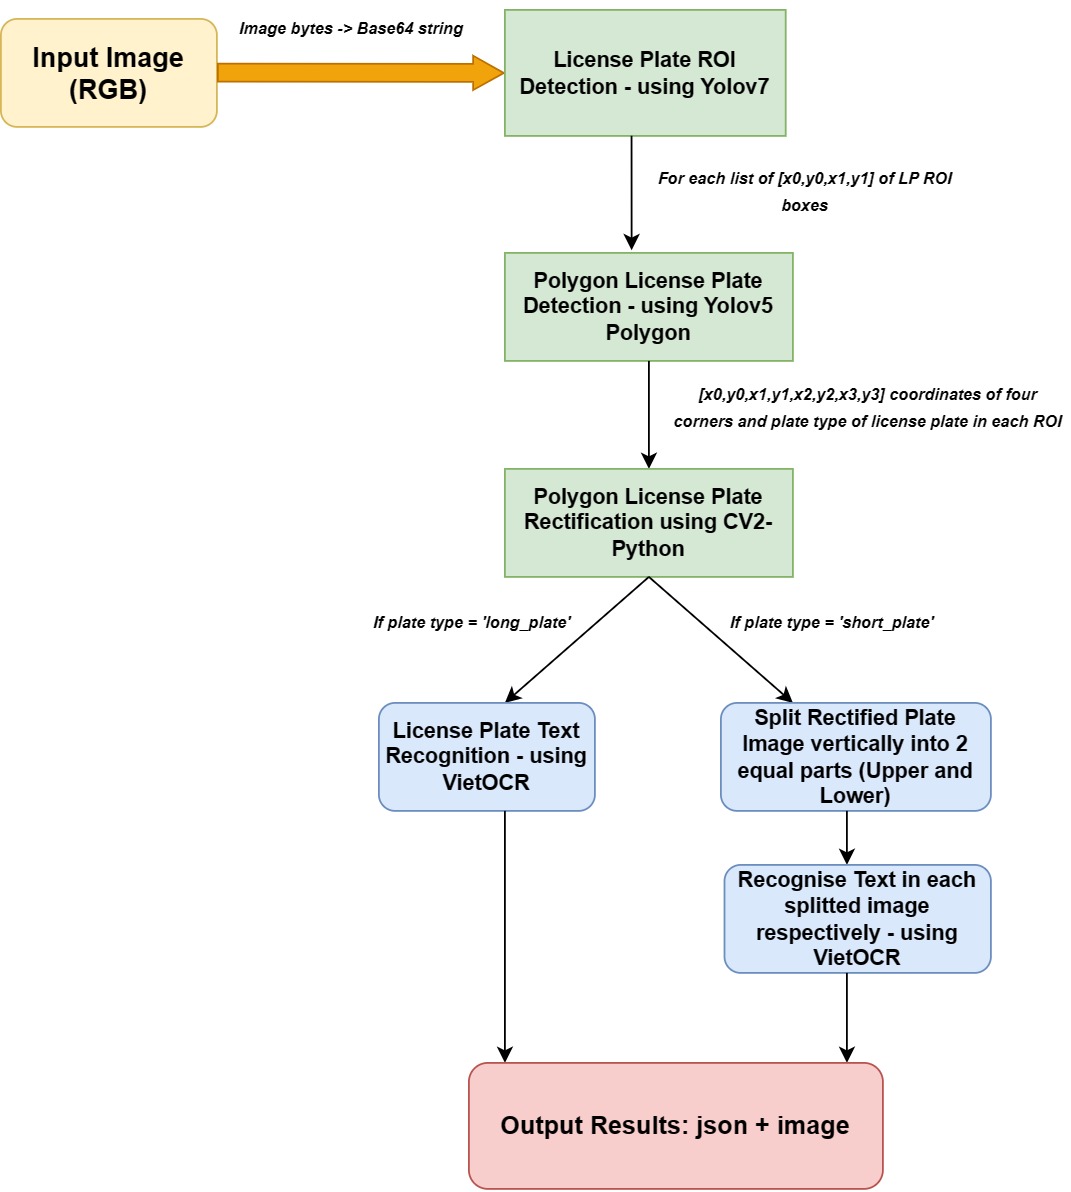 Image bytes -> Base64 string
Input Image
(RGB)
License Plate ROI
Detection - using Yolov7
For each list of [x0,y0,x1,y1] of LP ROI
boxes
Polygon License Plate
Detection - using Yolov5
Polygon
[x0,y0,x1,y1,x2,y2,x3,y3] coordinates of four
corners and plate type of license plate in each ROI
Polygon License Plate
Rectification using CV2-
Python
If plate type = 'long_plate'
If plate type = 'short_plate'
License Plate Text
Recognition - using
VietOCR
Split Rectified Plate
Image vertically into 2
equal parts (Upper and
Lower)
Recognise Text in each
splitted image
respectively - using
VietOCR
Output Results: json + image